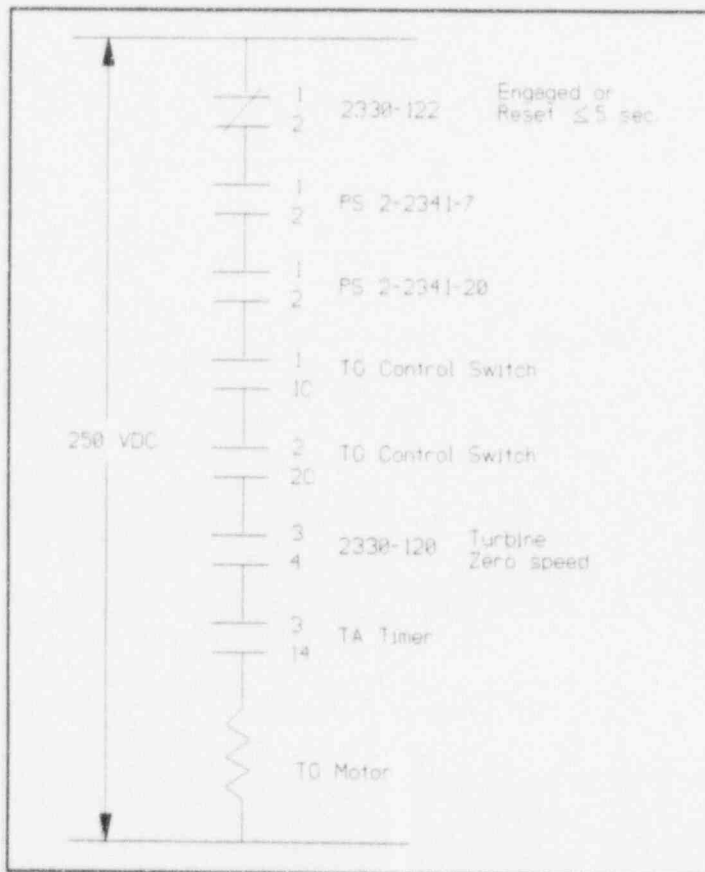 1
2
2330-122
Engaged or
Reset ≤ 5 sec
1
2
PS 2-2341-7
1
2
PS 2-2341-20
1
10
TG Control Switch
250 VDC
2
20
TG Control Switch
3
4
2330-120
Turbine
Zero speed
3
14
TA Timer
TG Motor